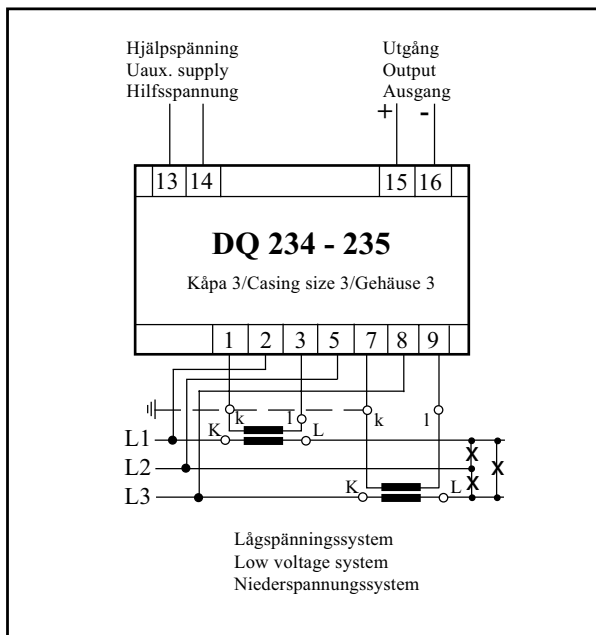 Hjälpspänning
Uaux. supply
Hilfsspannung
Utgång
Output
Ausgang
+ -
13 14 15 16
DQ 234 - 235
Kåpa 3/Casing size 3/Gehäuse 3
1 2 3 5 7 8 9
k l k l
K L
L1
L2
K L
L3
X X X
Lågspänningssystem
Low voltage system
Niederspannungssystem